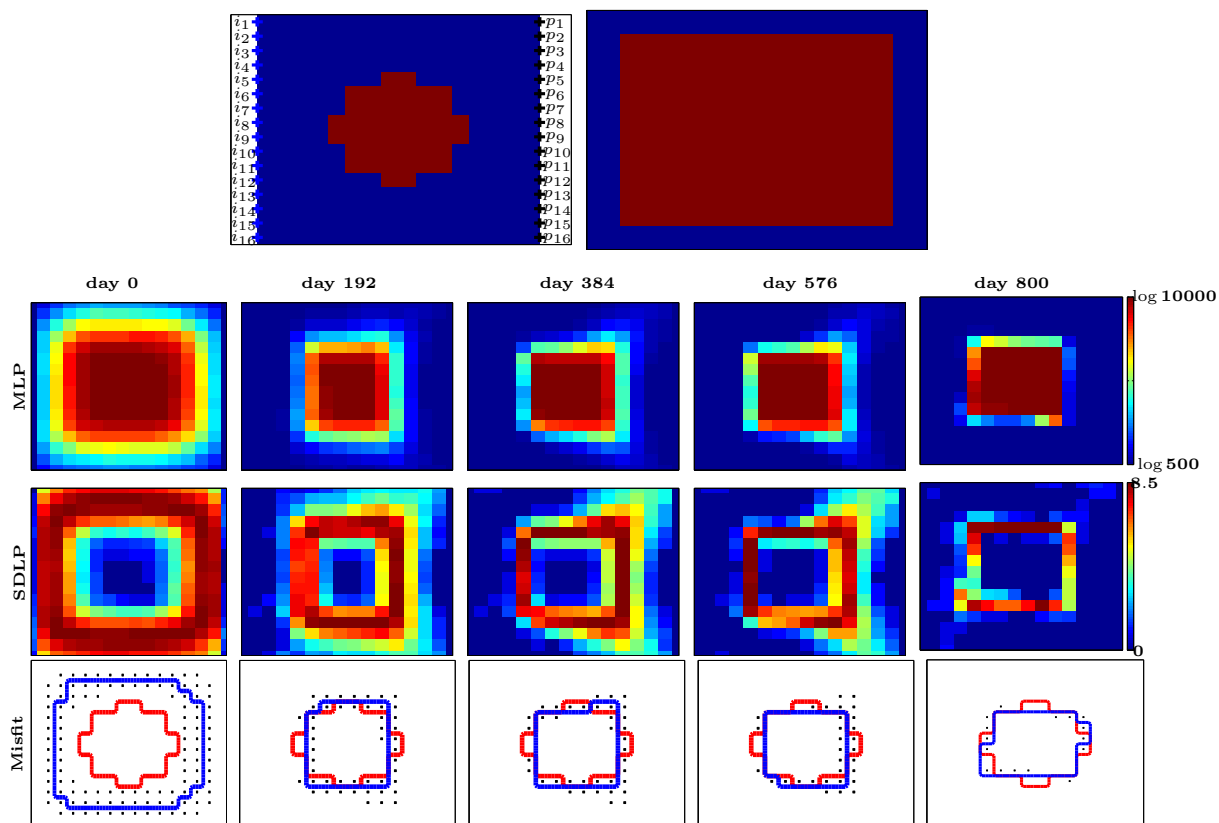 i1 p1
i2 p2
i3 p3
i4 p4
i5 p5
i6 p6
i7 p7
i8 p8
i9 p9
i10 p10
i11 p11
i12 p12
i13 p13
i14 p14
i15 p15
i16 p16
day 0 day 192 day 384 day 576 day 800
log 10000
MLP
log 500
8.5
SDLP
0
Misfit